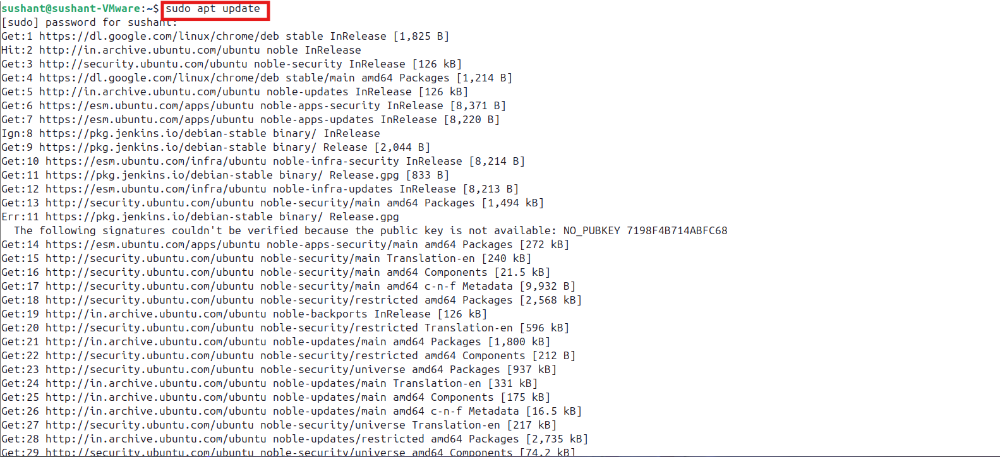 sushant@sushant-VMware:~$ sudo apt update
[sudo] password for sushant:
Get:1 https://dl.google.com/linux/chrome/deb stable InRelease [1,825 B]
Hit:2 http://in.archive.ubuntu.com/ubuntu noble InRelease
Get:3 http://security.ubuntu.com/ubuntu noble-security InRelease [126 kB]
Get:4 https://dl.google.com/linux/chrome/deb stable/main amd64 Packages [1,214 B]
Get:5 http://in.archive.ubuntu.com/ubuntu noble-updates InRelease [126 kB]
Get:6 https://esm.ubuntu.com/apps/ubuntu noble-apps-security InRelease [8,371 B]
Get:7 https://esm.ubuntu.com/apps/ubuntu noble-apps-updates InRelease [8,220 B]
Ign:8 https://pkg.jenkins.io/debian-stable binary/ InRelease
Get:9 https://pkg.jenkins.io/debian-stable binary/ Release [2,044 B]
Get:10 https://esm.ubuntu.com/infra/ubuntu noble-infra-security InRelease [8,214 B]
Get:11 https://pkg.jenkins.io/debian-stable binary/ Release.gpg [833 B]
Get:12 https://esm.ubuntu.com/infra/ubuntu noble-infra-updates InRelease [8,213 B]
Get:13 http://security.ubuntu.com/ubuntu noble-security/main amd64 Packages [1,494 kB]
Err:11 https://pkg.jenkins.io/debian-stable binary/ Release.gpg
  The following signatures couldn't be verified because the public key is not available: NO_PUBKEY 7198F4B714ABFC68
Get:14 https://esm.ubuntu.com/apps/ubuntu noble-apps-security/main amd64 Packages [272 kB]
Get:15 http://security.ubuntu.com/ubuntu noble-security/main Translation-en [240 kB]
Get:16 http://security.ubuntu.com/ubuntu noble-security/main amd64 Components [21.5 kB]
Get:17 http://security.ubuntu.com/ubuntu noble-security/main amd64 c-n-f Metadata [9,932 B]
Get:18 http://security.ubuntu.com/ubuntu noble-security/restricted amd64 Packages [2,568 kB]
Get:19 http://in.archive.ubuntu.com/ubuntu noble-backports InRelease [126 kB]
Get:20 http://security.ubuntu.com/ubuntu noble-security/restricted Translation-en [596 kB]
Get:21 http://in.archive.ubuntu.com/ubuntu noble-updates/main amd64 Packages [1,800 kB]
Get:22 http://security.ubuntu.com/ubuntu noble-security/restricted amd64 Components [212 B]
Get:23 http://security.ubuntu.com/ubuntu noble-security/universe amd64 Packages [937 kB]
Get:24 http://in.archive.ubuntu.com/ubuntu noble-updates/main Translation-en [331 kB]
Get:25 http://in.archive.ubuntu.com/ubuntu noble-updates/main amd64 Components [175 kB]
Get:26 http://in.archive.ubuntu.com/ubuntu noble-updates/main amd64 c-n-f Metadata [16.5 kB]
Get:27 http://security.ubuntu.com/ubuntu noble-security/universe Translation-en [217 kB]
Get:28 http://in.archive.ubuntu.com/ubuntu noble-updates/restricted amd64 Packages [2,735 kB]
Get:29 http://security.ubuntu.com/ubuntu noble-security/universe amd64 Components [74.2 kB]